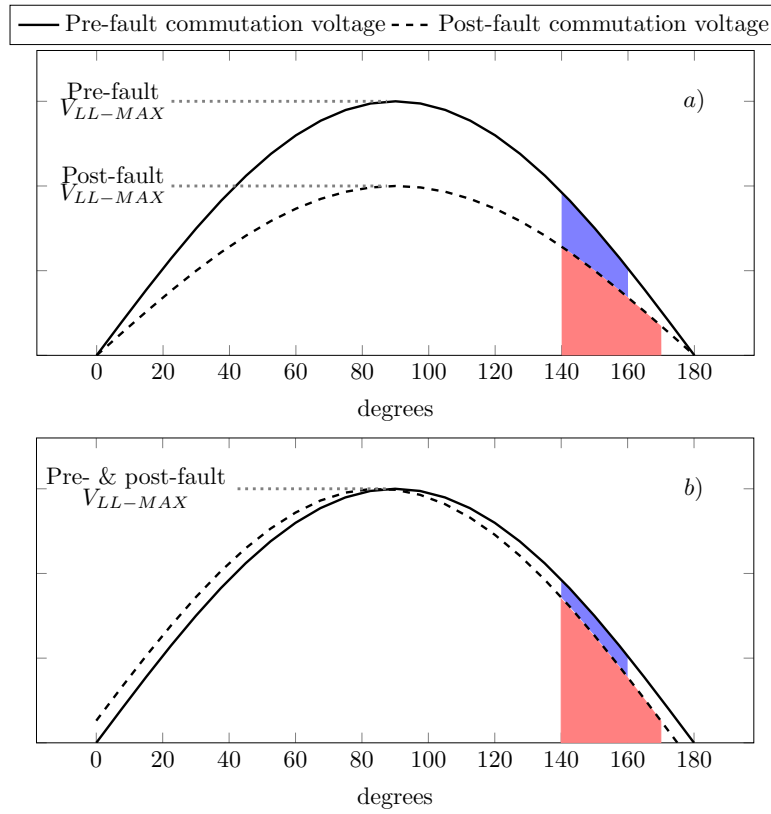 Pre-fault commutation voltage Post-fault commutation voltage
Pre-fault
V_{LL-MAX}
a)
Post-fault
V_{LL-MAX}
0 20 40 60 80 100 120 140 160 180
degrees
Pre- & post-fault
V_{LL-MAX}
b)
0 20 40 60 80 100 120 140 160 180
degrees